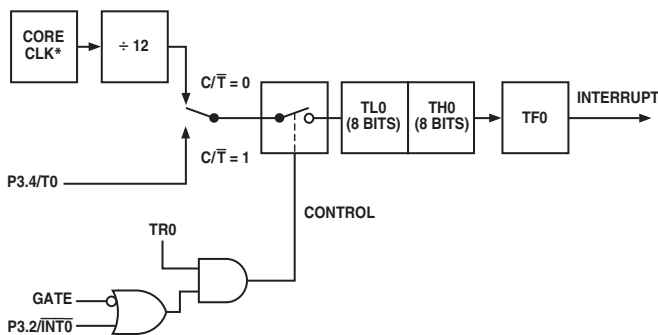 CORE
CLK*
÷ 12
C/T̅ = 0
TL0
(8 BITS)
TH0
(8 BITS)
TF0
INTERRUPT
C/T̅ = 1
P3.4/T0
CONTROL
TR0
GATE
P3.2/I̅N̅T̅0̅